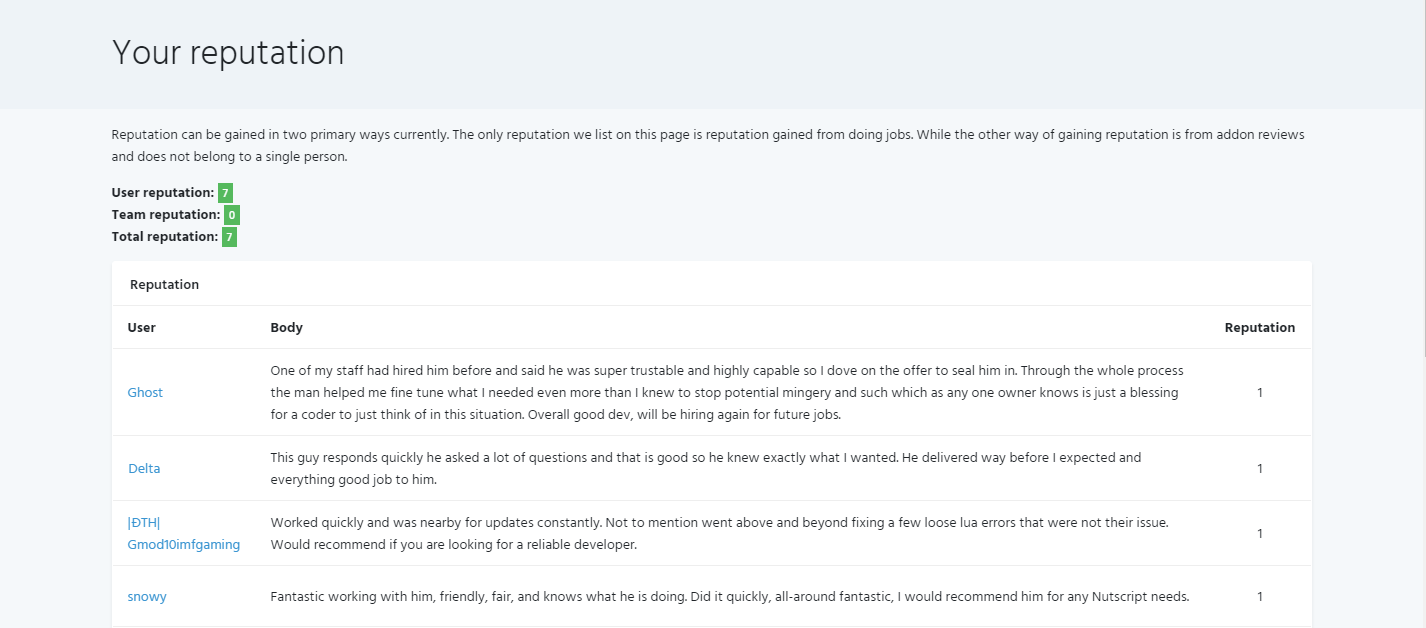 Your reputation
Reputation can be gained in two primary ways currently. The only reputation we list on this page is reputation gained from doing jobs. While the other way of gaining reputation is from addon reviews
and does not belong to a single person.
User reputation: 7
Team reputation: 0
Total reputation: 7
Reputation
User Body Reputation
Ghost
One of my staff had hired him before and said he was super trustable and highly capable so I dove on the offer to seal him in. Through the whole process
the man helped me fine tune what I needed even more than I knew to stop potential mingery and such which as any one owner knows is just a blessing
for a coder to just think of in this situation. Overall good dev, will be hiring again for future jobs.
1
Delta
This guy responds quickly he asked a lot of questions and that is good so he knew exactly what I wanted. He delivered way before I expected and
everything good job to him.
1
|ĐTH|
Gmod10imfgaming
Worked quickly and was nearby for updates constantly. Not to mention went above and beyond fixing a few loose lua errors that were not their issue.
Would recommend if you are looking for a reliable developer.
1
snowy
Fantastic working with him, friendly, fair, and knows what he is doing. Did it quickly, all-around fantastic, I would recommend him for any Nutscript needs.
1